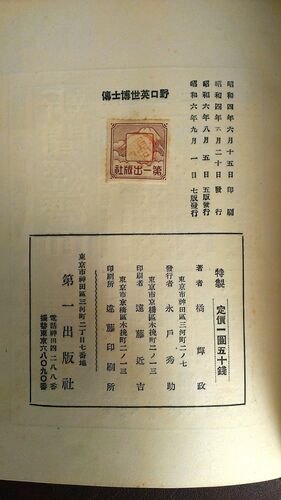 昭和四年六月十五日印刷
昭和四年六月二十日發行
昭和六年八月五日五版發行
昭和六年九月一日七版發行
野口英世博士傳
第一出版社
特製 定價一圓五十錢
著者 橘輝政
東京市神田區三河町二ノ七
發行者 永戸秀助
東京市京橋區木挽町二ノ一三
印刷者 遠藤近吉
東京市京橋區木挽町二ノ一三
印刷所 遠藤印刷所
東京市神田區三河町二丁目七番地
第一出版社
電話神田四二八八番
振替東京六八〇九〇番